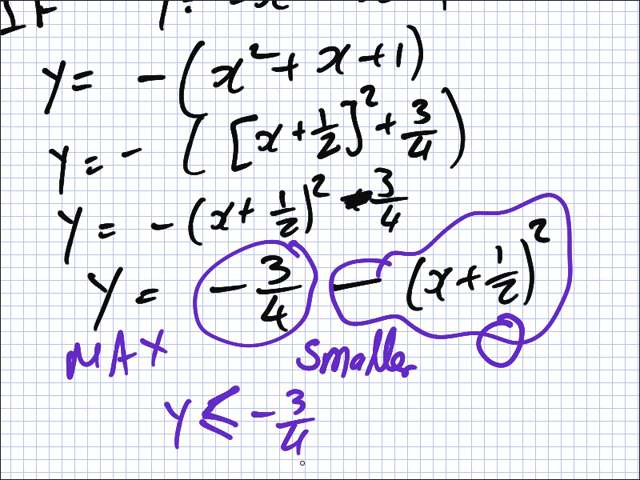 If y = -x
y = - (x² + x + 1)
y = - ([x + 1/2]² + 3/4)
y = -(x + 1/2)² - 3/4
y = - 3/4 - (x + 1/2)²
MAX smaller
y ≤ - 3/4